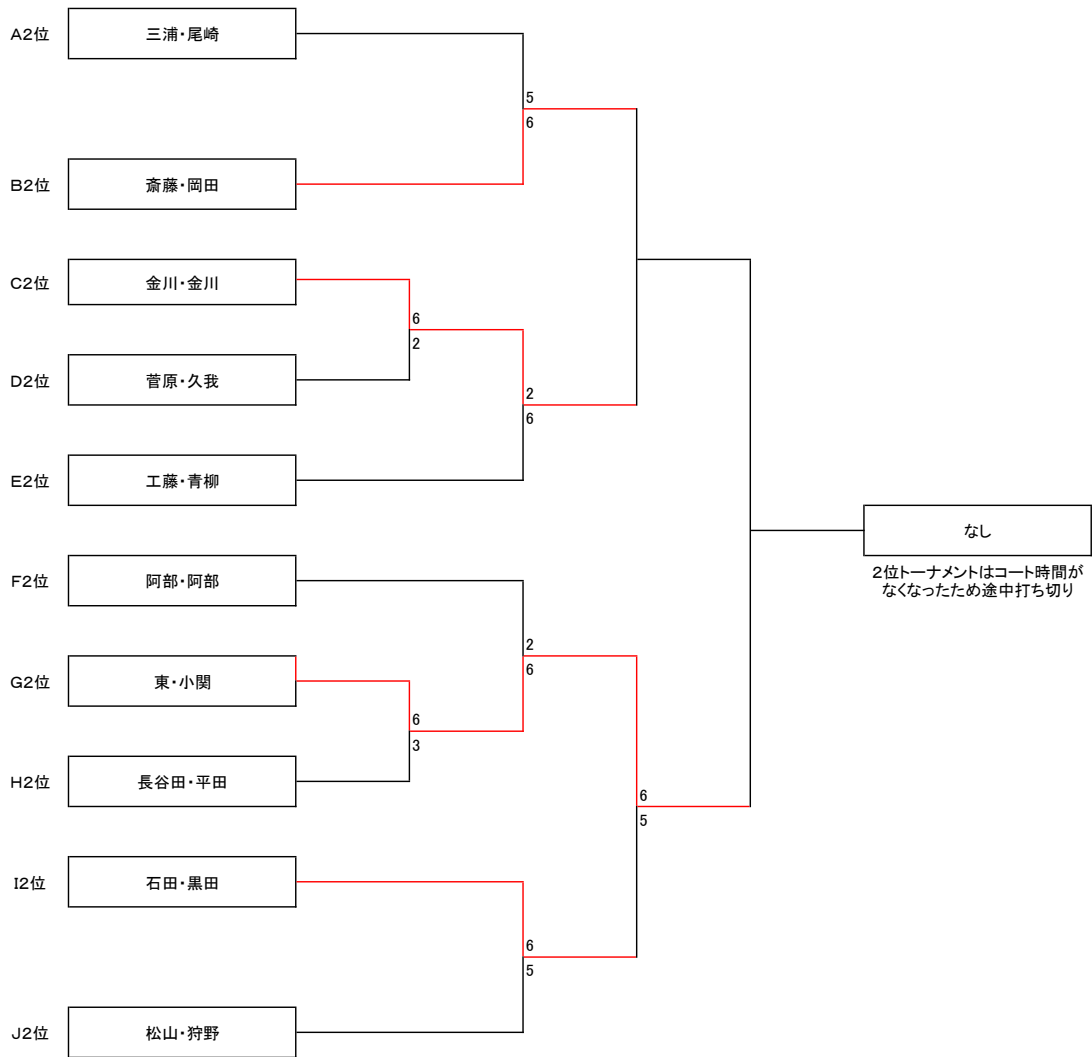 A2位
三浦・尾崎
5
6
B2位
斎藤・岡田
C2位
金川・金川
6
2
D2位
菅原・久我
2
6
E2位
工藤・青柳
なし
2位トーナメントはコート時間が
なくなったため途中打ち切り
F2位
阿部・阿部
2
6
G2位
東・小関
6
3
H2位
長谷田・平田
6
5
I2位
石田・黒田
6
5
J2位
松山・狩野